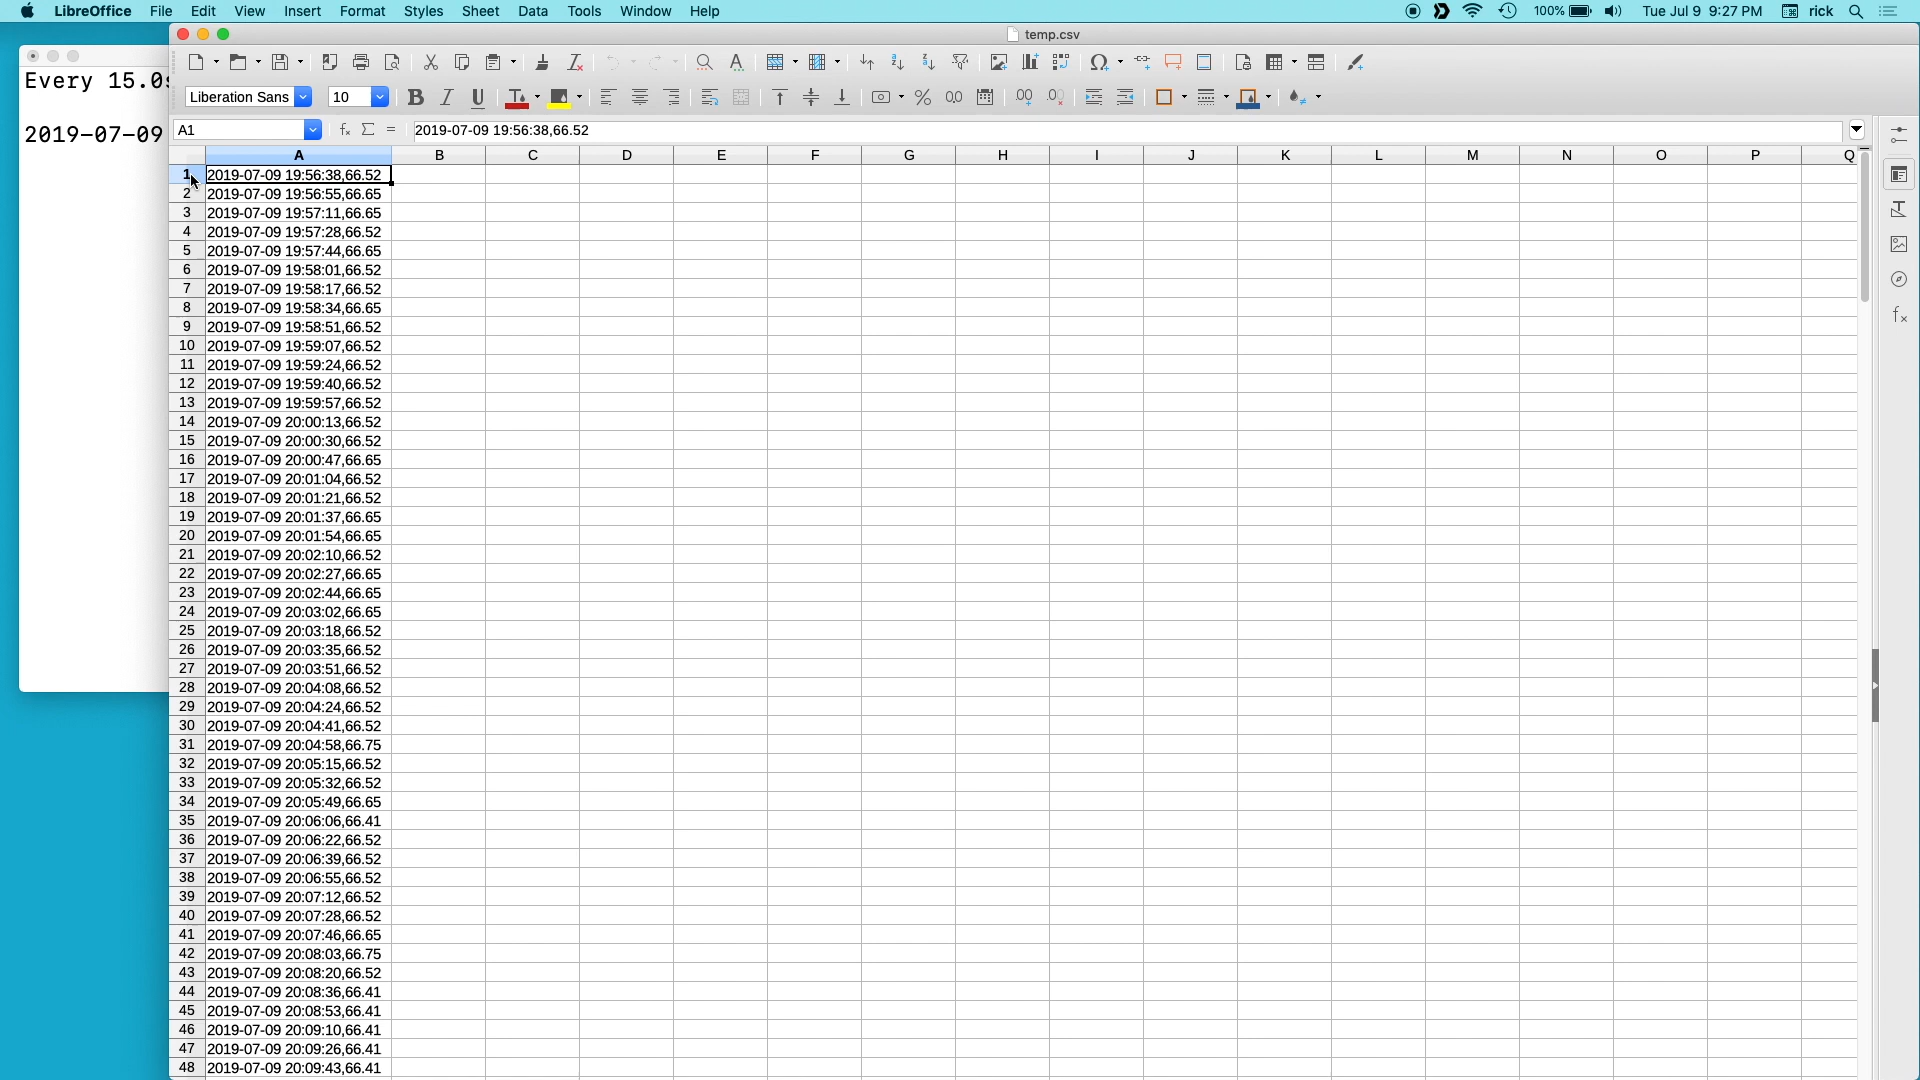 LibreOffice File Edit View Insert Format Styles Sheet Data Tools Window Help 100% Tue Jul 9 9:27 PM rick
temp.csv
Every 15.0s
2019-07-09
Liberation Sans 10
A1 2019-07-09 19:56:38,66.52
A B C D E F G H I J K L M N O P Q
1 2019-07-09 19:56:38,66.52
2 2019-07-09 19:56:55,66.65
3 2019-07-09 19:57:11,66.65
4 2019-07-09 19:57:28,66.52
5 2019-07-09 19:57:44,66.65
6 2019-07-09 19:58:01,66.52
7 2019-07-09 19:58:17,66.52
8 2019-07-09 19:58:34,66.65
9 2019-07-09 19:58:51,66.52
10 2019-07-09 19:59:07,66.52
11 2019-07-09 19:59:24,66.52
12 2019-07-09 19:59:40,66.52
13 2019-07-09 19:59:57,66.52
14 2019-07-09 20:00:13,66.52
15 2019-07-09 20:00:30,66.52
16 2019-07-09 20:00:47,66.65
17 2019-07-09 20:01:04,66.52
18 2019-07-09 20:01:21,66.52
19 2019-07-09 20:01:37,66.65
20 2019-07-09 20:01:54,66.65
21 2019-07-09 20:02:10,66.52
22 2019-07-09 20:02:27,66.65
23 2019-07-09 20:02:44,66.65
24 2019-07-09 20:03:02,66.65
25 2019-07-09 20:03:18,66.52
26 2019-07-09 20:03:35,66.52
27 2019-07-09 20:03:51,66.52
28 2019-07-09 20:04:08,66.52
29 2019-07-09 20:04:24,66.52
30 2019-07-09 20:04:41,66.52
31 2019-07-09 20:04:58,66.75
32 2019-07-09 20:05:15,66.52
33 2019-07-09 20:05:32,66.52
34 2019-07-09 20:05:49,66.65
35 2019-07-09 20:06:06,66.41
36 2019-07-09 20:06:22,66.52
37 2019-07-09 20:06:39,66.52
38 2019-07-09 20:06:55,66.52
39 2019-07-09 20:07:12,66.52
40 2019-07-09 20:07:28,66.52
41 2019-07-09 20:07:46,66.65
42 2019-07-09 20:08:03,66.75
43 2019-07-09 20:08:20,66.52
44 2019-07-09 20:08:36,66.41
45 2019-07-09 20:08:53,66.41
46 2019-07-09 20:09:10,66.41
47 2019-07-09 20:09:26,66.41
48 2019-07-09 20:09:43,66.41